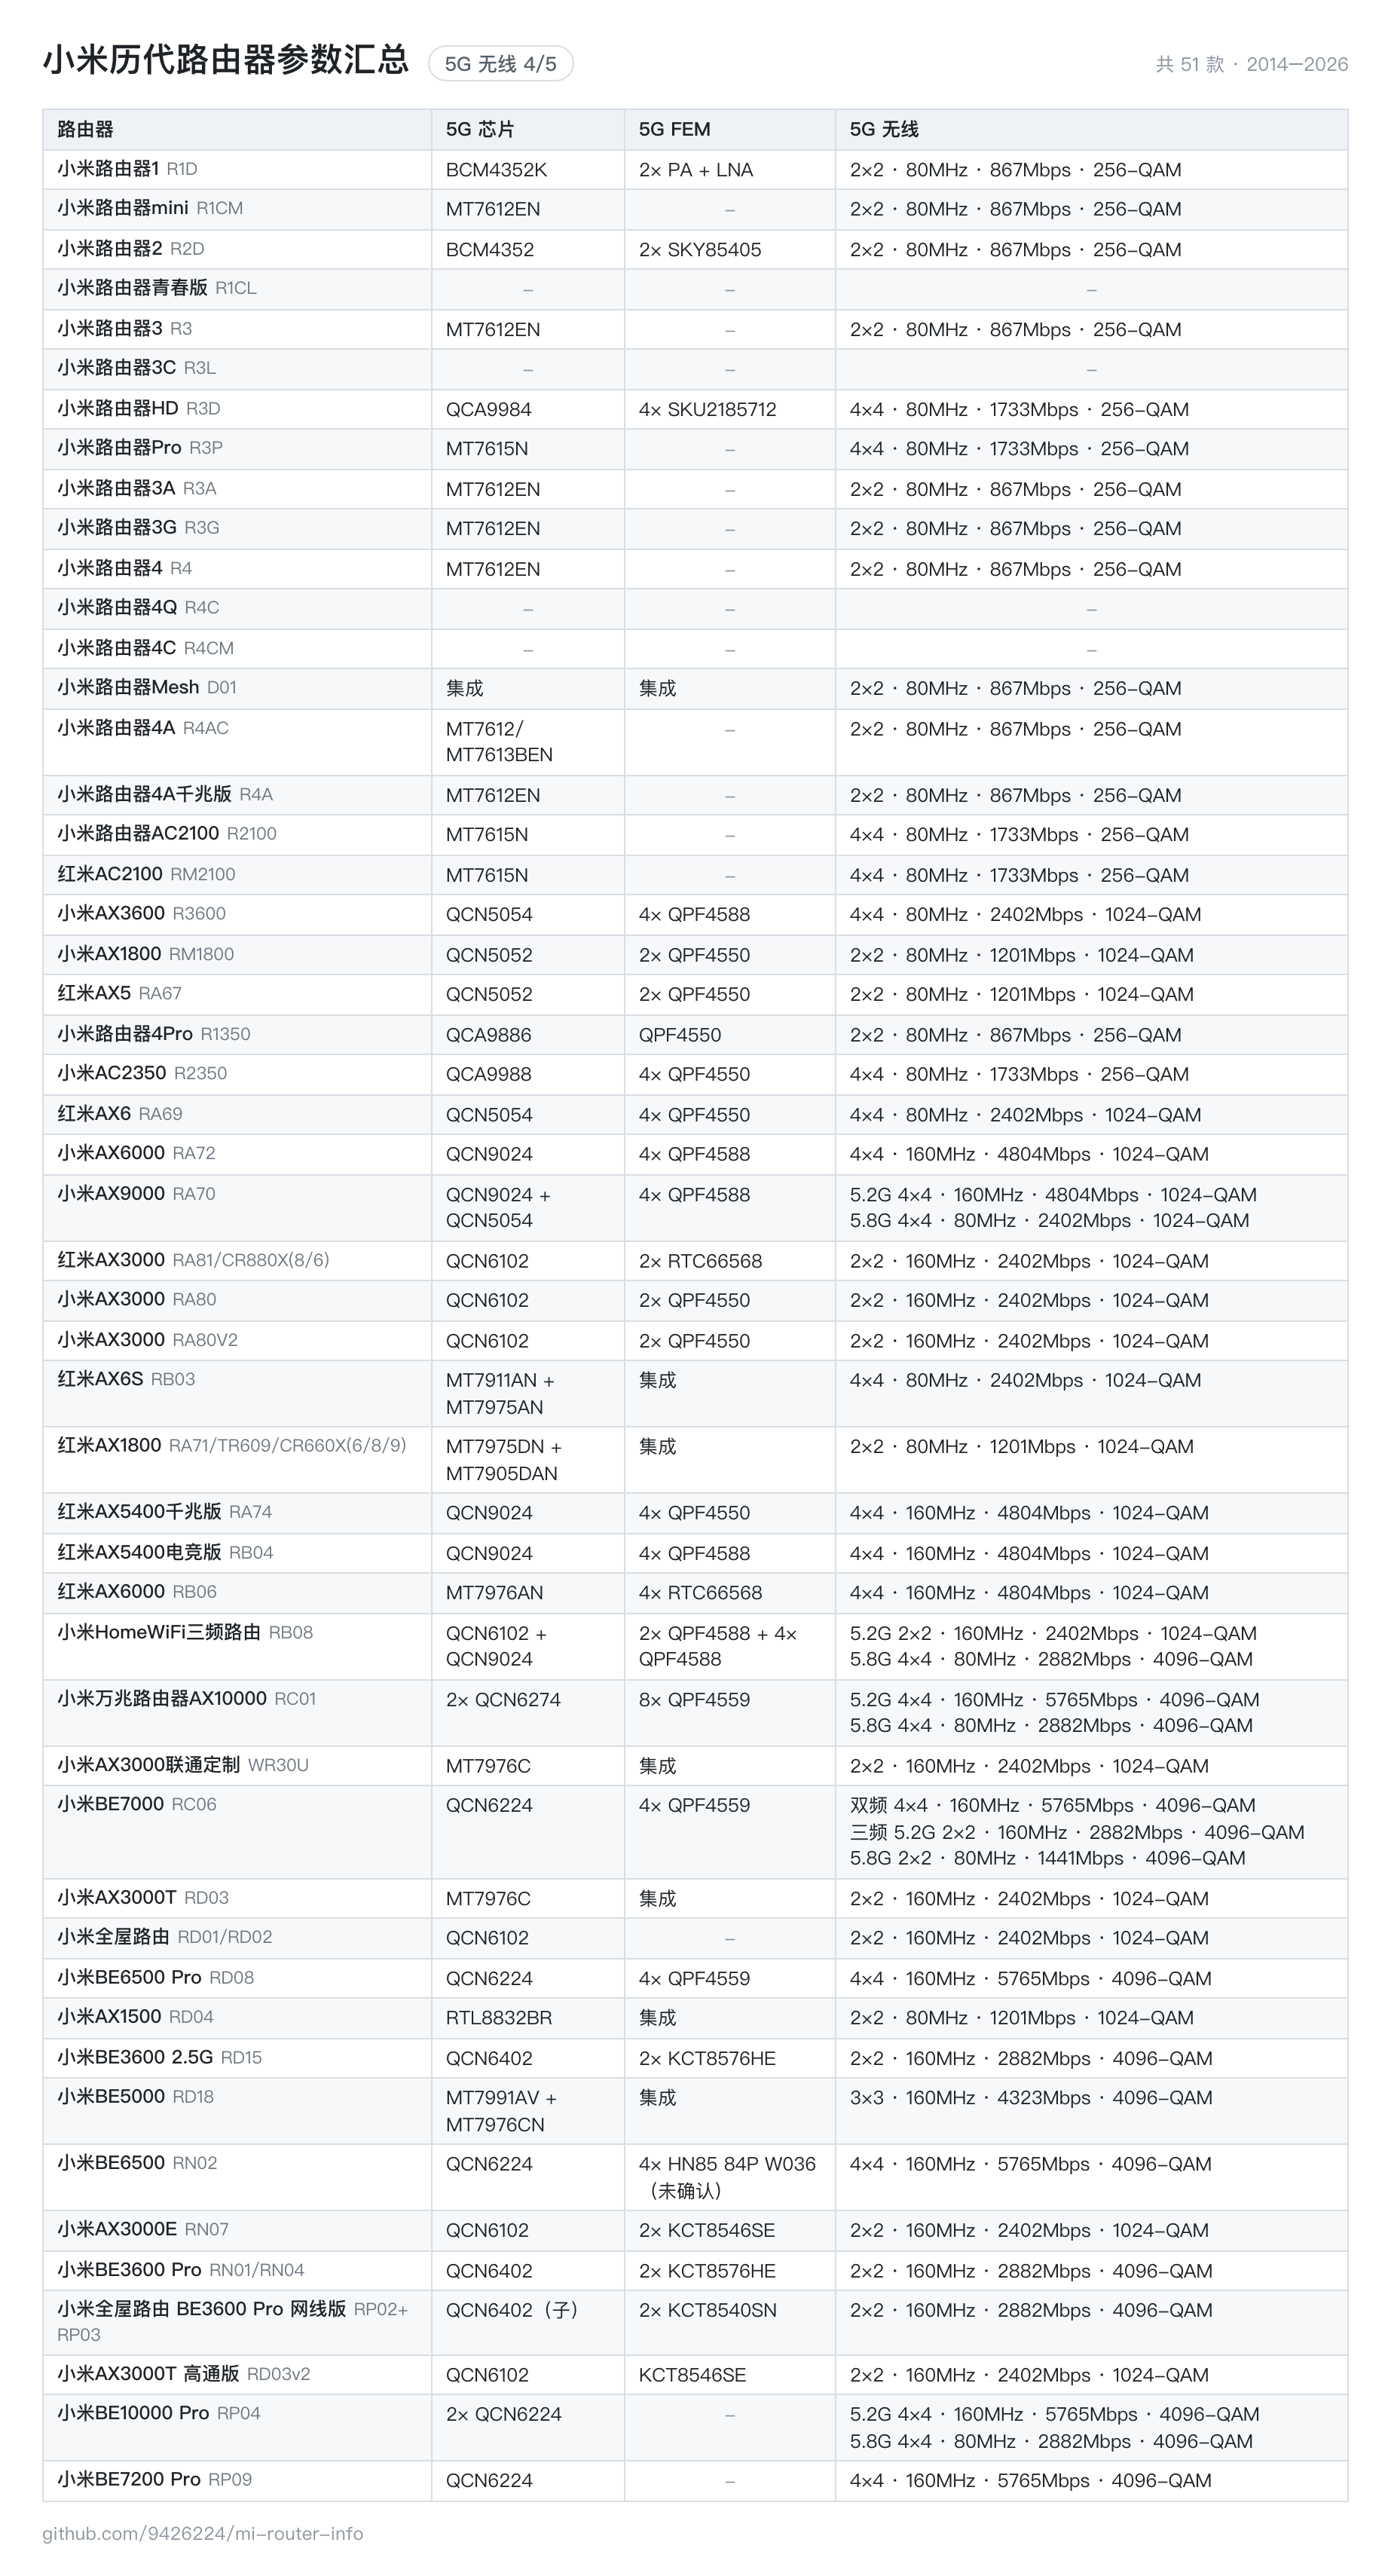 小米历代路由器参数汇总 5G 无线 4/5 共 51 款 · 2014—2026
路由器 5G 芯片 5G FEM 5G 无线
小米路由器1 R1D BCM4352K 2× PA + LNA 2×2 · 80MHz · 867Mbps · 256-QAM
小米路由器mini R1CM MT7612EN – 2×2 · 80MHz · 867Mbps · 256-QAM
小米路由器2 R2D BCM4352 2× SKY85405 2×2 · 80MHz · 867Mbps · 256-QAM
小米路由器青春版 R1CL – – –
小米路由器3 R3 MT7612EN – 2×2 · 80MHz · 867Mbps · 256-QAM
小米路由器3C R3L – – –
小米路由器HD R3D QCA9984 4× SKU2185712 4×4 · 80MHz · 1733Mbps · 256-QAM
小米路由器Pro R3P MT7615N – 4×4 · 80MHz · 1733Mbps · 256-QAM
小米路由器3A R3A MT7612EN – 2×2 · 80MHz · 867Mbps · 256-QAM
小米路由器3G R3G MT7612EN – 2×2 · 80MHz · 867Mbps · 256-QAM
小米路由器4 R4 MT7612EN – 2×2 · 80MHz · 867Mbps · 256-QAM
小米路由器4Q R4C – – –
小米路由器4C R4CM – – –
小米路由器Mesh D01 集成 集成 2×2 · 80MHz · 867Mbps · 256-QAM
小米路由器4A R4AC MT7612/ – 2×2 · 80MHz · 867Mbps · 256-QAM
MT7613BEN
小米路由器4A千兆版 R4A MT7612EN – 2×2 · 80MHz · 867Mbps · 256-QAM
小米路由器AC2100 R2100 MT7615N – 4×4 · 80MHz · 1733Mbps · 256-QAM
红米AC2100 RM2100 MT7615N – 4×4 · 80MHz · 1733Mbps · 256-QAM
小米AX3600 R3600 QCN5054 4× QPF4588 4×4 · 80MHz · 2402Mbps · 1024-QAM
小米AX1800 RM1800 QCN5052 2× QPF4550 2×2 · 80MHz · 1201Mbps · 1024-QAM
红米AX5 RA67 QCN5052 2× QPF4550 2×2 · 80MHz · 1201Mbps · 1024-QAM
小米路由器4Pro R1350 QCA9886 QPF4550 2×2 · 80MHz · 867Mbps · 256-QAM
小米AC2350 R2350 QCA9988 4× QPF4550 4×4 · 80MHz · 1733Mbps · 256-QAM
红米AX6 RA69 QCN5054 4× QPF4550 4×4 · 80MHz · 2402Mbps · 1024-QAM
小米AX6000 RA72 QCN9024 4× QPF4588 4×4 · 160MHz · 4804Mbps · 1024-QAM
小米AX9000 RA70 QCN9024 + 4× QPF4588 5.2G 4×4 · 160MHz · 4804Mbps · 1024-QAM
QCN5054 5.8G 4×4 · 80MHz · 2402Mbps · 1024-QAM
红米AX3000 RA81/CR880X(8/6) QCN6102 2× RTC66568 2×2 · 160MHz · 2402Mbps · 1024-QAM
小米AX3000 RA80 QCN6102 2× QPF4550 2×2 · 160MHz · 2402Mbps · 1024-QAM
小米AX3000 RA80V2 QCN6102 2× QPF4550 2×2 · 160MHz · 2402Mbps · 1024-QAM
红米AX6S RB03 MT7911AN + 集成 4×4 · 80MHz · 2402Mbps · 1024-QAM
MT7975AN
红米AX1800 RA71/TR609/CR660X(6/8/9) MT7975DN + 集成 2×2 · 80MHz · 1201Mbps · 1024-QAM
MT7905DAN
红米AX5400千兆版 RA74 QCN9024 4× QPF4550 4×4 · 160MHz · 4804Mbps · 1024-QAM
红米AX5400电竞版 RB04 QCN9024 4× QPF4588 4×4 · 160MHz · 4804Mbps · 1024-QAM
红米AX6000 RB06 MT7976AN 4× RTC66568 4×4 · 160MHz · 4804Mbps · 1024-QAM
小米HomeWiFi三频路由 RB08 QCN6102 + 2× QPF4588 + 4× 5.2G 2×2 · 160MHz · 2402Mbps · 1024-QAM
QCN9024 QPF4588 5.8G 4×4 · 80MHz · 2882Mbps · 4096-QAM
小米万兆路由器AX10000 RC01 2× QCN6274 8× QPF4559 5.2G 4×4 · 160MHz · 5765Mbps · 4096-QAM
5.8G 4×4 · 80MHz · 2882Mbps · 4096-QAM
小米AX3000联通定制 WR30U MT7976C 集成 2×2 · 160MHz · 2402Mbps · 1024-QAM
小米BE7000 RC06 QCN6224 4× QPF4559 双频 4×4 · 160MHz · 5765Mbps · 4096-QAM
三频 5.2G 2×2 · 160MHz · 2882Mbps · 4096-QAM
5.8G 2×2 · 80MHz · 1441Mbps · 4096-QAM
小米AX3000T RD03 MT7976C 集成 2×2 · 160MHz · 2402Mbps · 1024-QAM
小米全屋路由 RD01/RD02 QCN6102 – 2×2 · 160MHz · 2402Mbps · 1024-QAM
小米BE6500 Pro RD08 QCN6224 4× QPF4559 4×4 · 160MHz · 5765Mbps · 4096-QAM
小米AX1500 RD04 RTL8832BR 集成 2×2 · 80MHz · 1201Mbps · 1024-QAM
小米BE3600 2.5G RD15 QCN6402 2× KCT8576HE 2×2 · 160MHz · 2882Mbps · 4096-QAM
小米BE5000 RD18 MT7991AV + 集成 3×3 · 160MHz · 4323Mbps · 4096-QAM
MT7976CN
小米BE6500 RN02 QCN6224 4× HN85 84P W036 4×4 · 160MHz · 5765Mbps · 4096-QAM
（未确认）
小米AX3000E RN07 QCN6102 2× KCT8546SE 2×2 · 160MHz · 2402Mbps · 1024-QAM
小米BE3600 Pro RN01/RN04 QCN6402 2× KCT8576HE 2×2 · 160MHz · 2882Mbps · 4096-QAM
小米全屋路由 BE3600 Pro 网线版 RP02+ QCN6402（子） 2× KCT8540SN 2×2 · 160MHz · 2882Mbps · 4096-QAM
RP03
小米AX3000T 高通版 RD03v2 QCN6102 KCT8546SE 2×2 · 160MHz · 2402Mbps · 1024-QAM
小米BE10000 Pro RP04 2× QCN6224 – 5.2G 4×4 · 160MHz · 5765Mbps · 4096-QAM
5.8G 4×4 · 80MHz · 2882Mbps · 4096-QAM
小米BE7200 Pro RP09 QCN6224 – 4×4 · 160MHz · 5765Mbps · 4096-QAM
github.com/9426224/mi-router-info